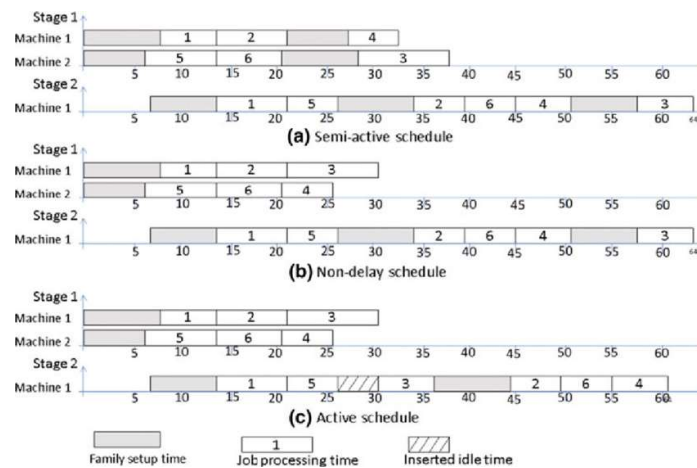 Stage 1
Machine 1 1 2 4
Machine 2 5 6 3
5 10 15 20 25 30 35 40 45 50 55 60
Stage 2
Machine 1 1 5 2 6 4 3
5 10 15 20 25 30 35 40 45 50 55 60 64
(a) Semi-active schedule
Stage 1
Machine 1 1 2 3
Machine 2 5 6 4
5 10 15 20 25 30 35 40 45 50 55 60
Stage 2
Machine 1 1 5 2 6 4 3
5 10 15 20 25 30 35 40 45 50 55 60 64
(b) Non-delay schedule
Stage 1
Machine 1 1 2 3
Machine 2 5 6 4
5 10 15 20 25 30 35 40 45 50 55 60
Stage 2
Machine 1 1 5 3 2 6 4
5 10 15 20 25 30 35 40 45 50 55 60
(c) Active schedule
1
Family setup time Job processing time Inserted idle time